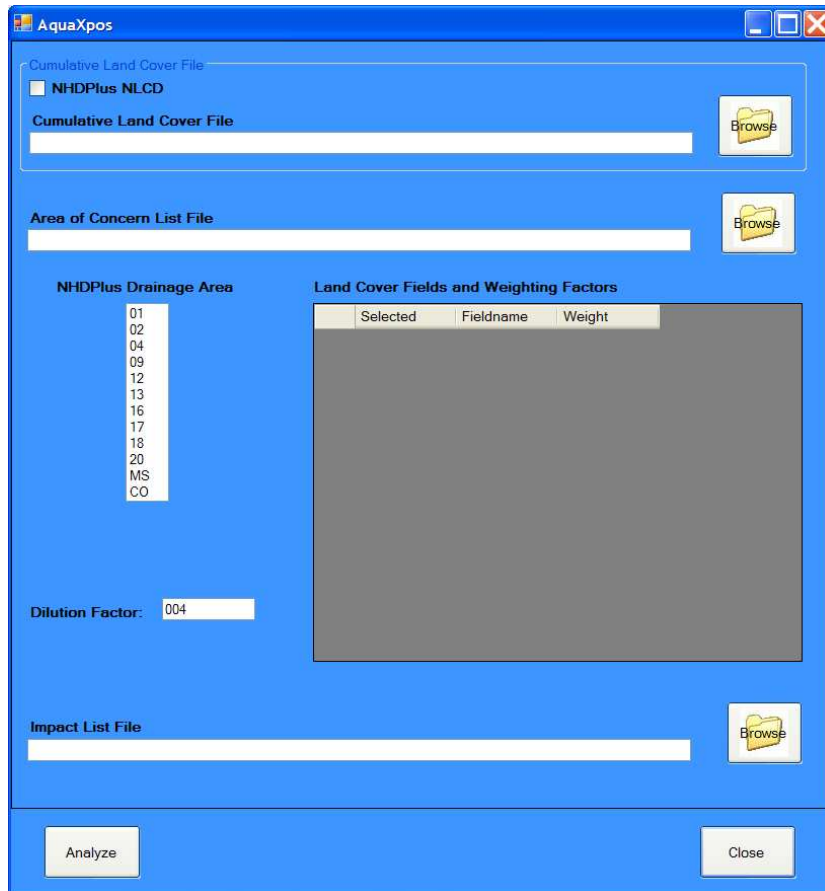 AquaXpos
Cumulative Land Cover File
NHDPlus NLCD
Cumulative Land Cover File
Browse
Area of Concern List File
Browse
NHDPlus Drainage Area
01
02
04
09
12
13
16
17
18
20
MS
CO
Land Cover Fields and Weighting Factors
Selected Fieldname Weight
Dilution Factor: 004
Impact List File
Browse
Analyze
Close